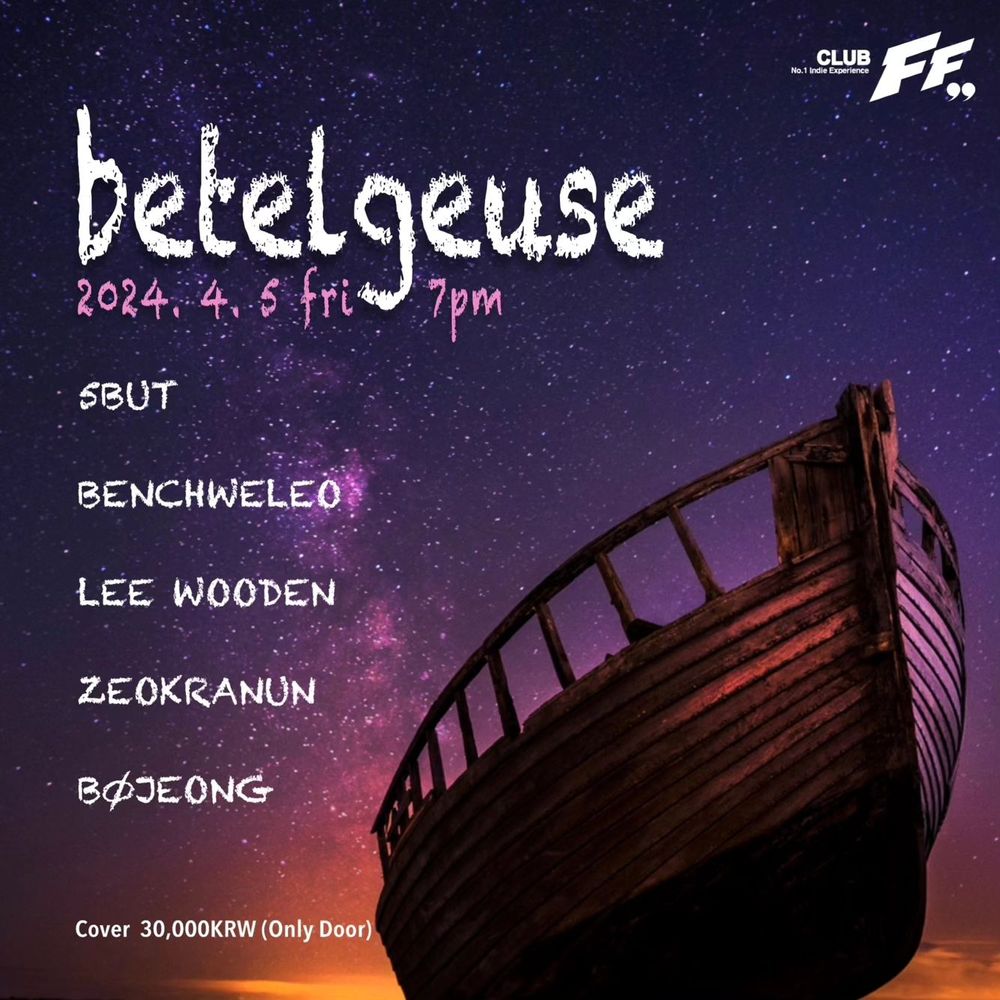 CLUB
No.1 Indie Experience
FF
betelgeuse
2024. 4. 5 fri 7pm
5BUT
BENCHWELEO
LEE WOODEN
ZEOKRANUN
BØJEONG
Cover 30,000KRW (Only Door)